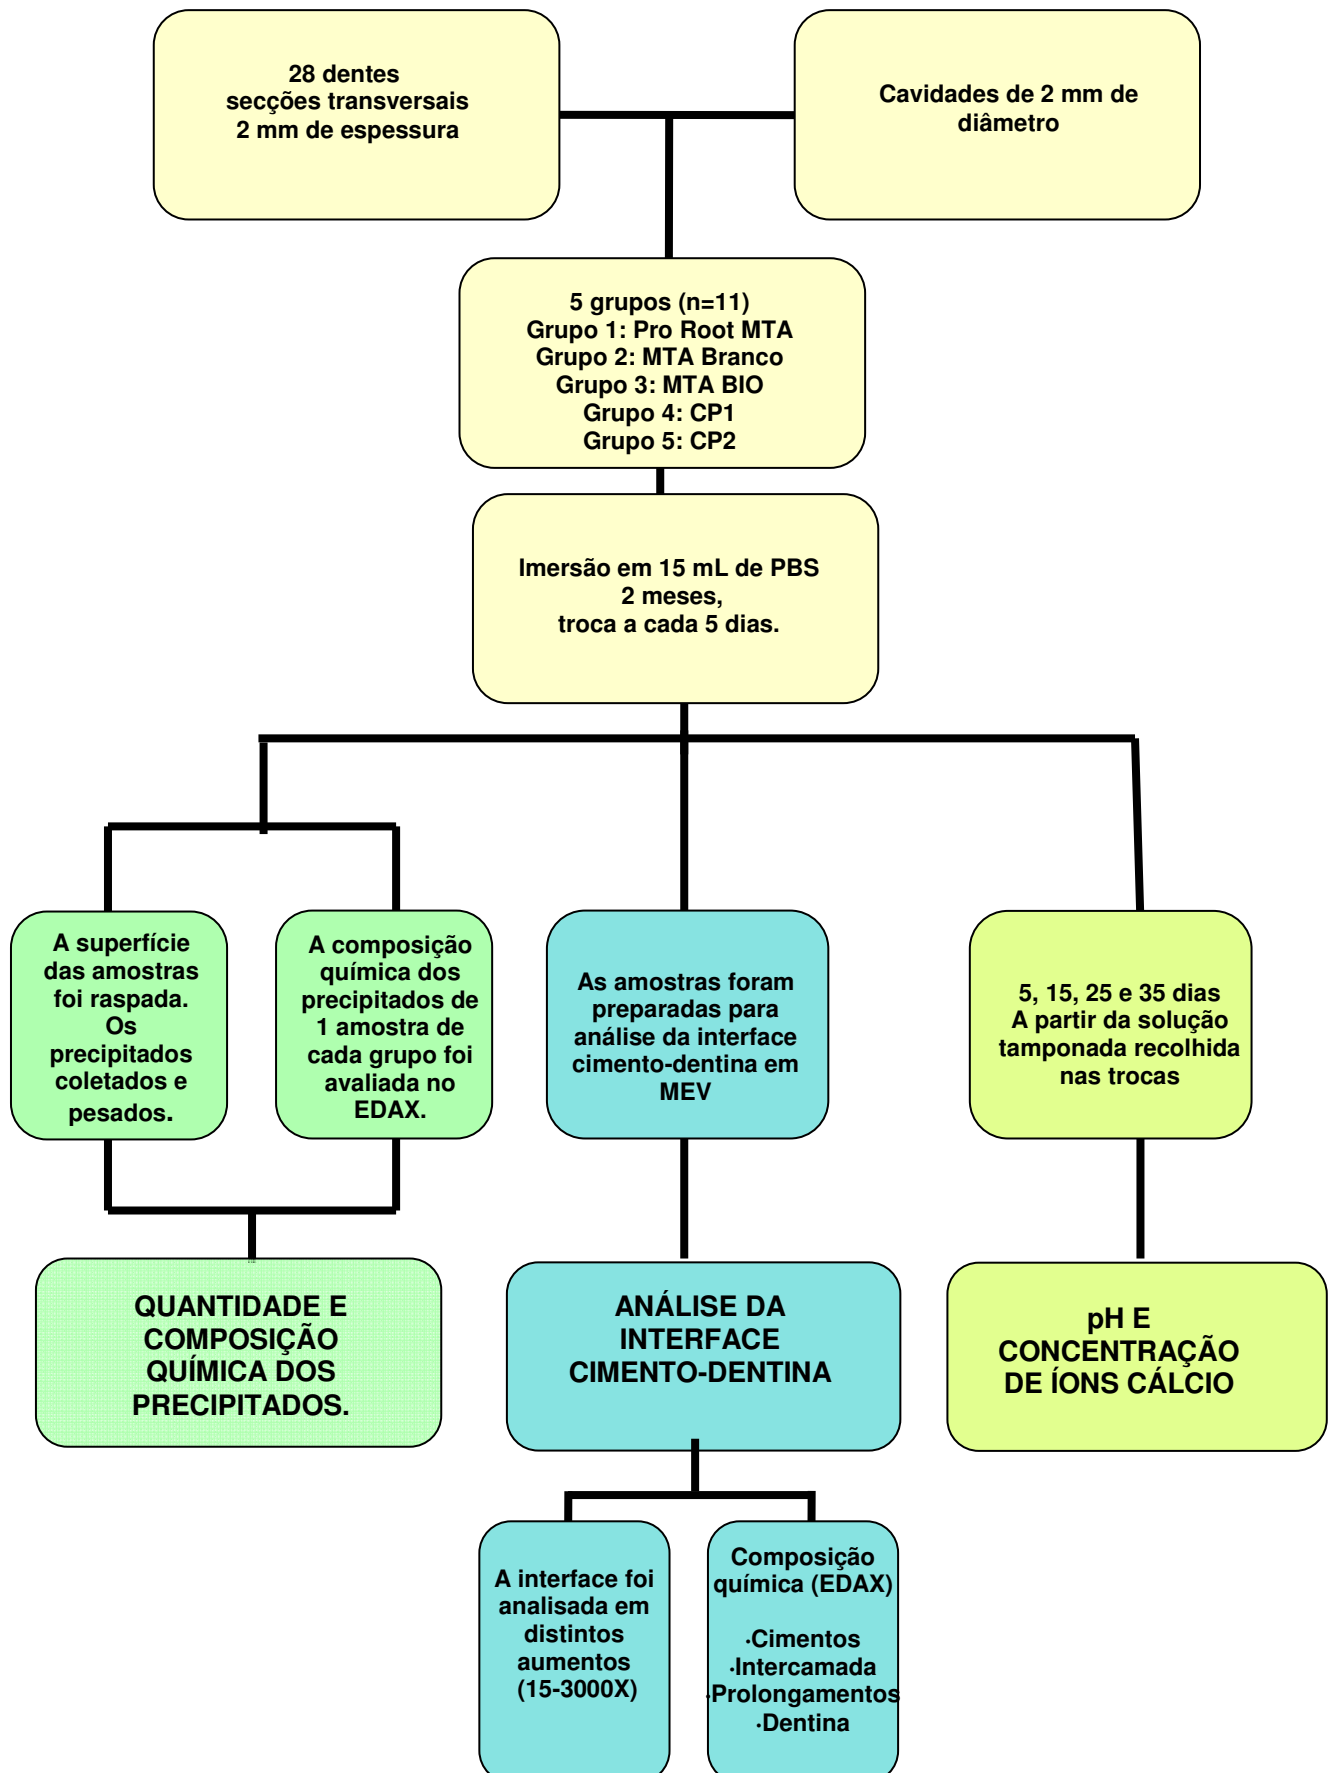 28 dentes
secções transversais
2 mm de espessura
Cavidades de 2 mm de
diâmetro
5 grupos (n=11)
Grupo 1: Pro Root MTA
Grupo 2: MTA Branco
Grupo 3: MTA BIO
Grupo 4: CP1
Grupo 5: CP2
Imersão em 15 mL de PBS
2 meses,
troca a cada 5 dias.
A superfície
das amostras
foi raspada.
Os
precipitados
coletados e
pesados.
A composição
química dos
precipitados de
1 amostra de
cada grupo foi
avaliada no
EDAX.
As amostras foram
preparadas para
análise da interface
cimento-dentina em
MEV
5, 15, 25 e 35 dias
A partir da solução
tamponada recolhida
nas trocas
QUANTIDADE E
COMPOSIÇÃO
QUÍMICA DOS
PRECIPITADOS.
ANÁLISE DA
INTERFACE
CIMENTO-DENTINA
pH E
CONCENTRAÇÃO
DE ÍONS CÁLCIO
A interface foi
analisada em
distintos
aumentos
(15-3000X)
Composição
química (EDAX)
·Cimentos
·Intercamada
·Prolongamentos
·Dentina